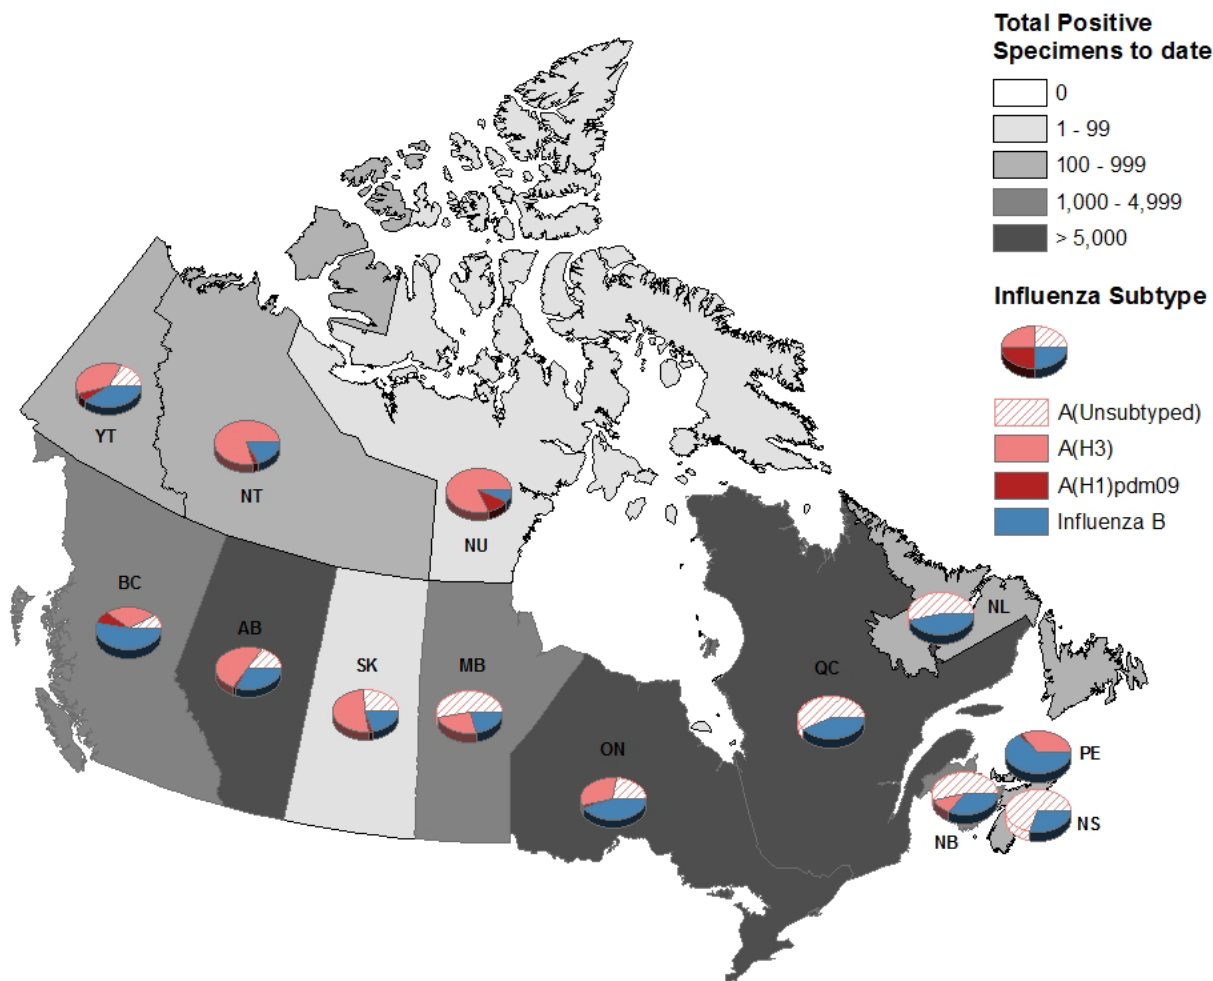 Total Positive
Specimens to date
0
1 - 99
100 - 999
1,000 - 4,999
> 5,000
Influenza Subtype
A(Unsubtyped)
A(H3)
A(H1)pdm09
Influenza B
YT
NT
NU
BC
AB
SK
MB
ON
QC
NL
PE
NS
NB